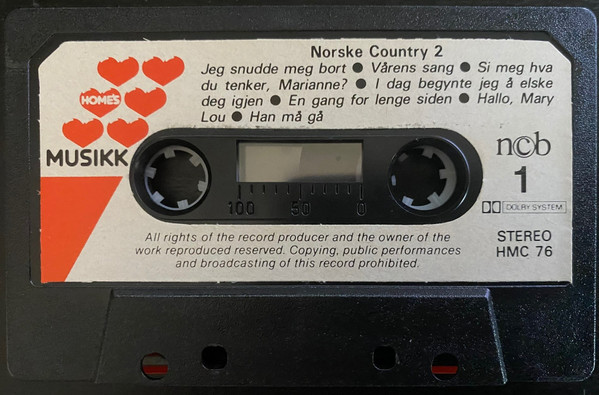 Norske Country 2
Jeg snudde meg bort ● Vårens sang ● Si meg hva
du tenker, Marianne? ● I dag begynte jeg å elske
deg igjen ● En gang for lenge siden ● Hallo, Mary
Lou ● Han må gå
HOME'S
MUSIKK
ncb
1
DOLBY SYSTEM
STEREO
HMC 76
100 50 0
All rights of the record producer and the owner of the
work reproduced reserved. Copying, public performances
and broadcasting of this record prohibited.